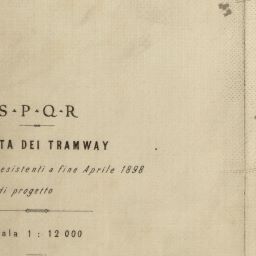 S·P·Q·R
TA DEI TRAMWAY
esistenti a fine Aprile 1898
di progetto
ala 1 : 12 000